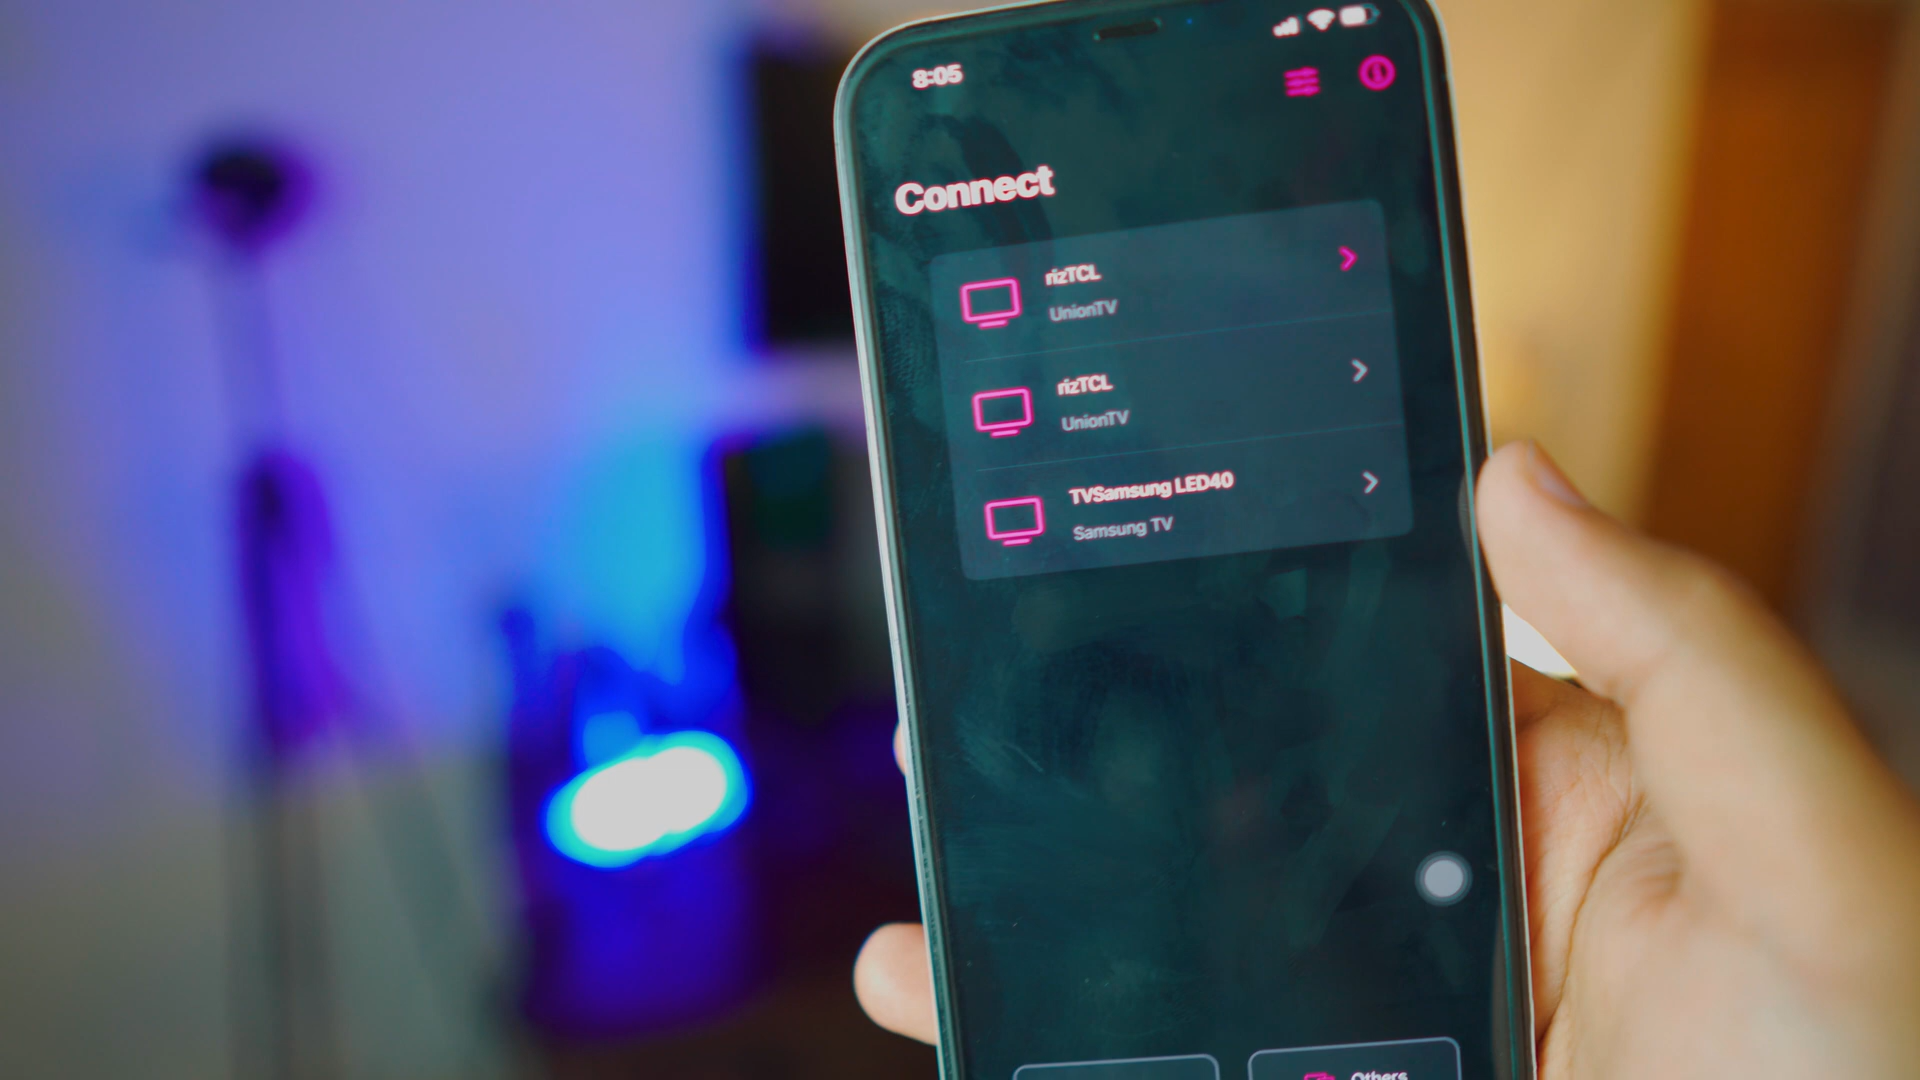 8:05
Connect
rizTCL
UnionTV
rizTCL
UnionTV
TVSamsung LED40
Samsung TV
Others